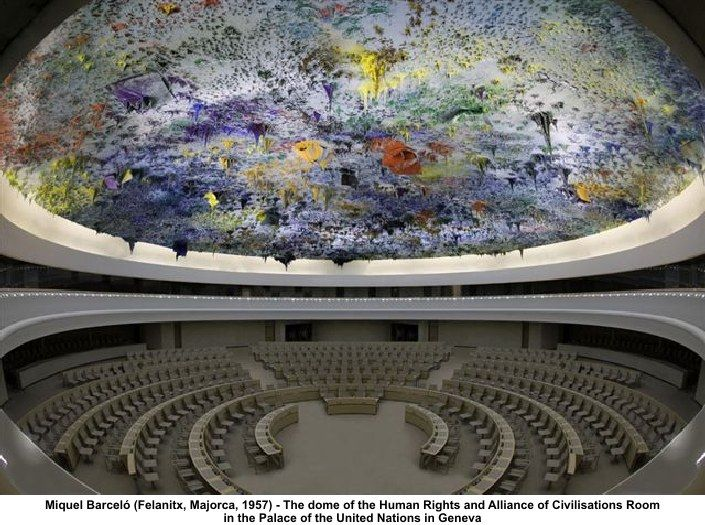 Miquel Barceló (Felanitx, Majorca, 1957) - The dome of the Human Rights and Alliance of Civilisations Room
in the Palace of the United Nations in Geneva